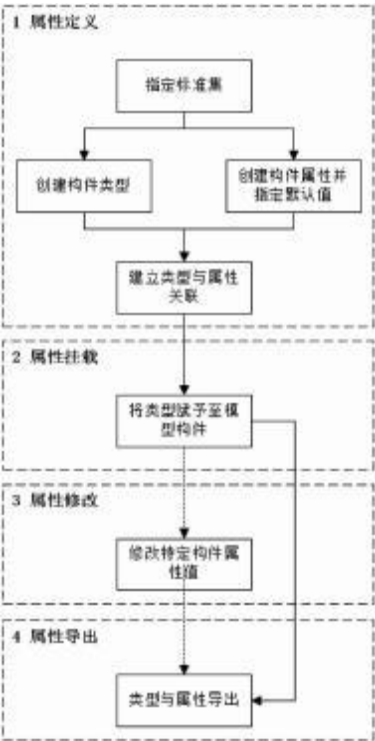 1 属性定义
指定标准集
创建构件类型
创建构件属性并
指定默认值
建立类型与属性
关联
2 属性挂载
将类型赋予至模
型构件
3 属性修改
修改特定构件属
性值
4 属性导出
类型与属性导出